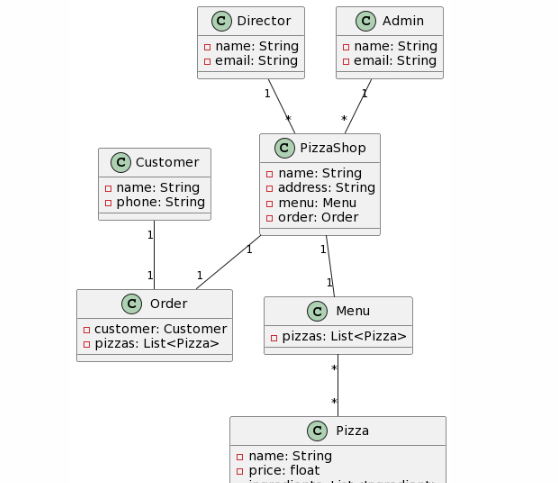 C Director
name: String
email: String
C Admin
name: String
email: String
1
*
1
*
C PizzaShop
name: String
address: String
menu: Menu
order: Order
C Customer
name: String
phone: String
1
1
1
1
1
1
C Order
customer: Customer
pizzas: List<Pizza>
C Menu
pizzas: List<Pizza>
*
*
C Pizza
name: String
price: float